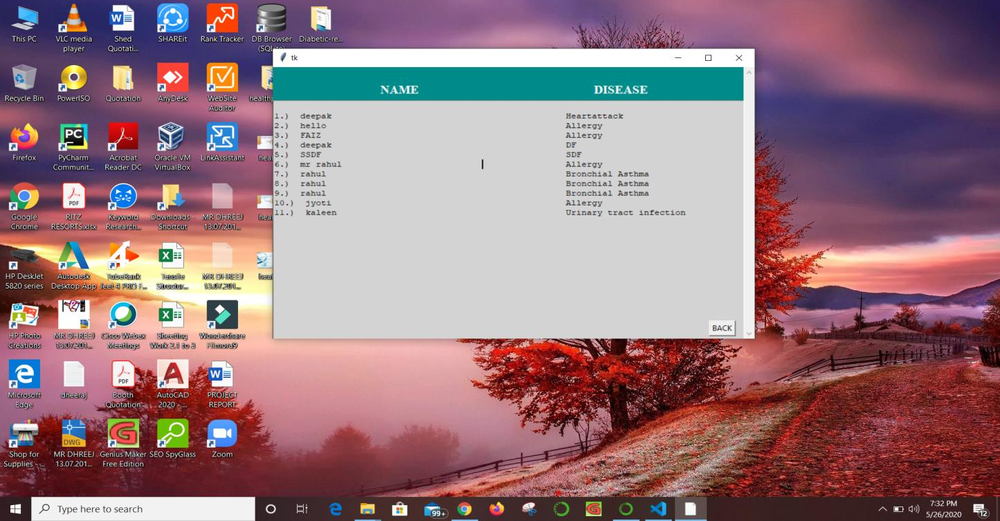 This PC
VLC media player
Shed Quotati...
SHAREit
Rank Tracker
DB Browser (SQLite)
Diabetic-re...
Recycle Bin
PowerISO
Quotation
AnyDesk
WebSite Auditor
Firefox
PyCharm Communit...
Acrobat Reader DC
Oracle VM VirtualBox
LinkAssistant
Google Chrome
RITZ RESORTS.xlsx
Keyword Research...
Downloads - Shortcut
MR DHREEJ 13.07.201...
HP DeskJet 5820 series
Autodesk Desktop App
TubeRank Jeet 4 PRO F...
Tensile Structur...
MR DHREEJ 13.07.201...
HP Photo Creations
MR DHREEJ 13.07.201...
Cisco Webex Meetings
Sheeting Work 2,1 to 3
Wondershare Filmora9
Microsoft Edge
dheeraj
Booth Quotation
AutoCAD 2020 - ...
PROJECT REPORT
Shop for Supplies - ...
MR DHREEJ 13.07.201...
Genius Maker Free Edition
SEO SpyGlass
Zoom
tk
NAME DISEASE
1.) deepak Heartattack
2.) hello Allergy
3.) FAIZ Allergy
4.) deepak DF
5.) SSDF SDF
6.) mr rahul Allergy
7.) rahul Bronchial Asthma
8.) rahul Bronchial Asthma
9.) rahul Bronchial Asthma
10.) jyoti Allergy
11.) kaleen Urinary tract infection
BACK
Type here to search
99+
7:32 PM
5/26/2020
12